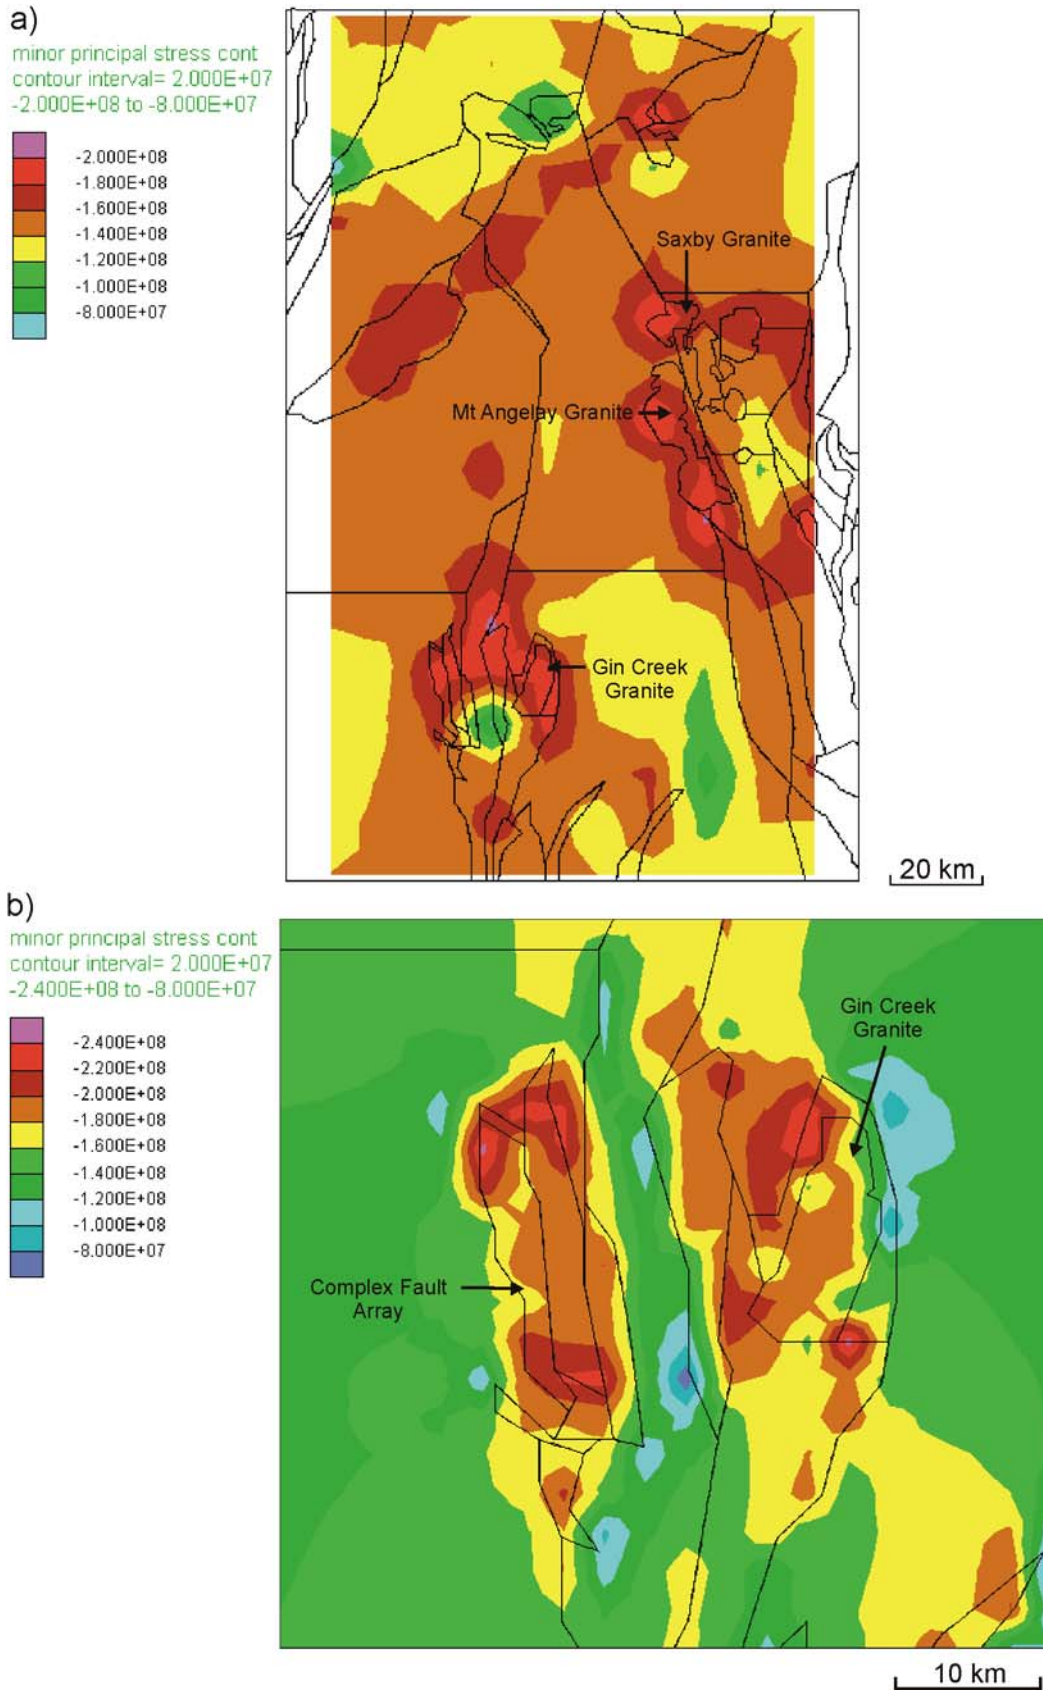 a)
minor principal stress cont
contour interval= 2.000E+07
-2.000E+08 to -8.000E+07
-2.000E+08
-1.800E+08
-1.600E+08
-1.400E+08
-1.200E+08
-1.000E+08
-8.000E+07
Saxby Granite
Mt Angelay Granite
Gin Creek
Granite
20 km
b)
minor principal stress cont
contour interval= 2.000E+07
-2.400E+08 to -8.000E+07
-2.400E+08
-2.200E+08
-2.000E+08
-1.800E+08
-1.600E+08
-1.400E+08
-1.200E+08
-1.000E+08
-8.000E+07
Gin Creek
Granite
Complex Fault
Array
10 km